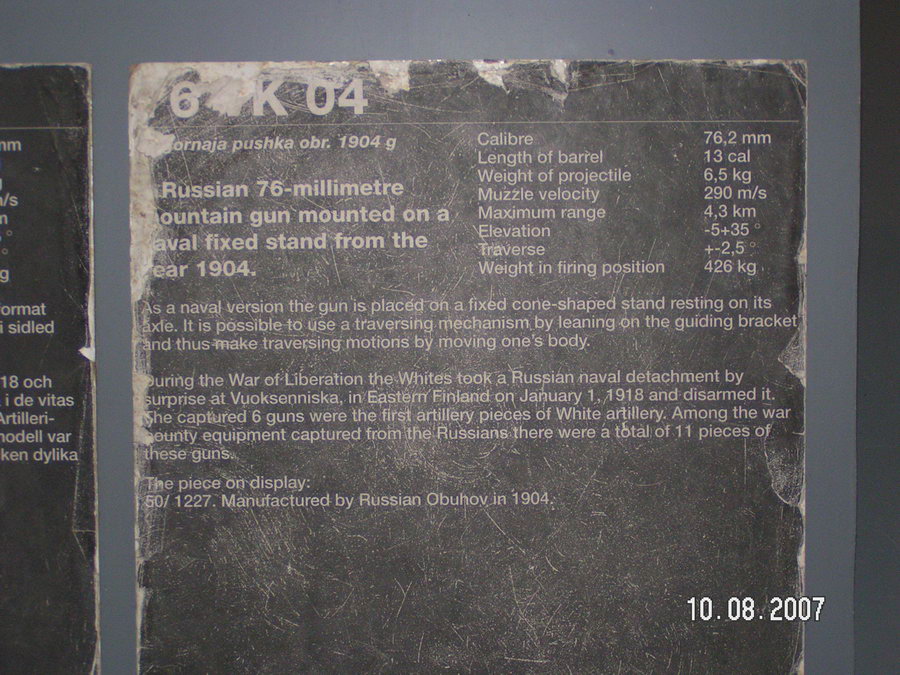 mm
m/s
m
°
°
g
format
i sidled
18 och
i de vitas
Artilleri-
modell var
ken dylika
6 K 04
ornaja pushka obr. 1904 g
Russian 76-millimetre
ountain gun mounted on a
aval fixed stand from the
ear 1904.
Calibre 76,2 mm
Length of barrel 13 cal
Weight of projectile 6,5 kg
Muzzle velocity 290 m/s
Maximum range 4,3 km
Elevation -5+35 °
Traverse +-2,5 °
Weight in firing position 426 kg
As a naval version the gun is placed on a fixed cone-shaped stand resting on its
axle. It is possible to use a traversing mechanism by leaning on the guiding bracket
and thus make traversing motions by moving one's body.
During the War of Liberation the Whites took a Russian naval detachment by
surprise at Vuoksenniska, in Eastern Finland on January 1, 1918 and disarmed it.
The captured 6 guns were the first artillery pieces of White artillery. Among the war
bounty equipment captured from the Russians there were a total of 11 pieces of
these guns.
The piece on display:
50/ 1227. Manufactured by Russian Obuhov in 1904.
10.08.2007